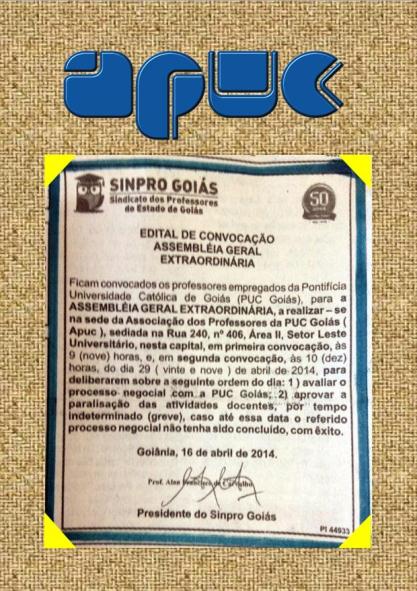 apuc
SINPRO GOIÁS
Sindicato dos Professores
do Estado de Goiás
50
EDITAL DE CONVOCAÇÃO
ASSEMBLÉIA GERAL
EXTRAORDINÁRIA
Ficam convocados os professores empregados da Pontifícia
Universidade Católica de Goiás (PUC Goiás), para a
ASSEMBLÉIA GERAL EXTRAORDINÁRIA, a realizar – se
na sede da Associação dos Professores da PUC Goiás (
Apuc ), sediada na Rua 240, nº 406, Área II, Setor Leste
Universitário, nesta capital, em primeira convocação, às
9 (nove) horas, e, em segunda convocação, às 10 (dez)
horas, do dia 29 ( vinte e nove ) de abril de 2014, para
deliberarem sobre a seguinte ordem do dia: 1 ) avaliar o
processo negocial com a PUC Goiás; 2) aprovar a
paralisação das atividades docentes, por tempo
indeterminado (greve), caso até essa data o referido
processo negocial não tenha sido concluído, com êxito.
Goiânia, 16 de abril de 2014.
Prof. Alan Francisco de Carvalho
Presidente do Sinpro Goiás
PI 44933